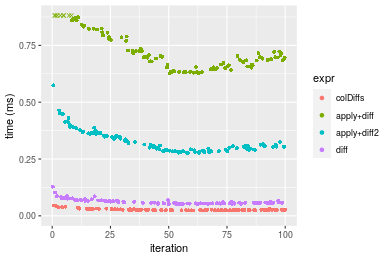 time (ms)
0.75
0.50
0.25
0.00
0
25
50
75
100
iteration
expr
colDiffs
apply+diff
apply+diff2
diff